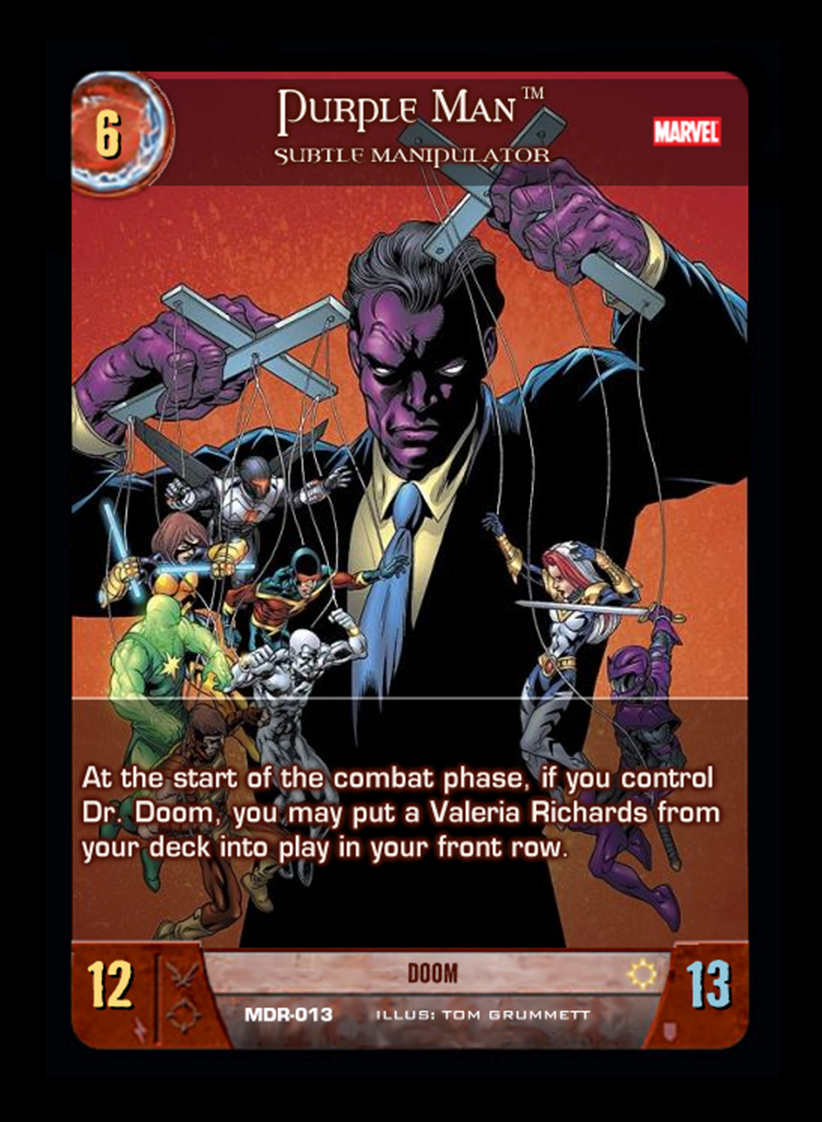 6
Purple Man™
Subtle Manipulator
MARVEL
At the start of the combat phase, if you control
Dr. Doom, you may put a Valeria Richards from
your deck into play in your front row.
12
DOOM
13
MDR-013 ILLUS: TOM GRUMMETT